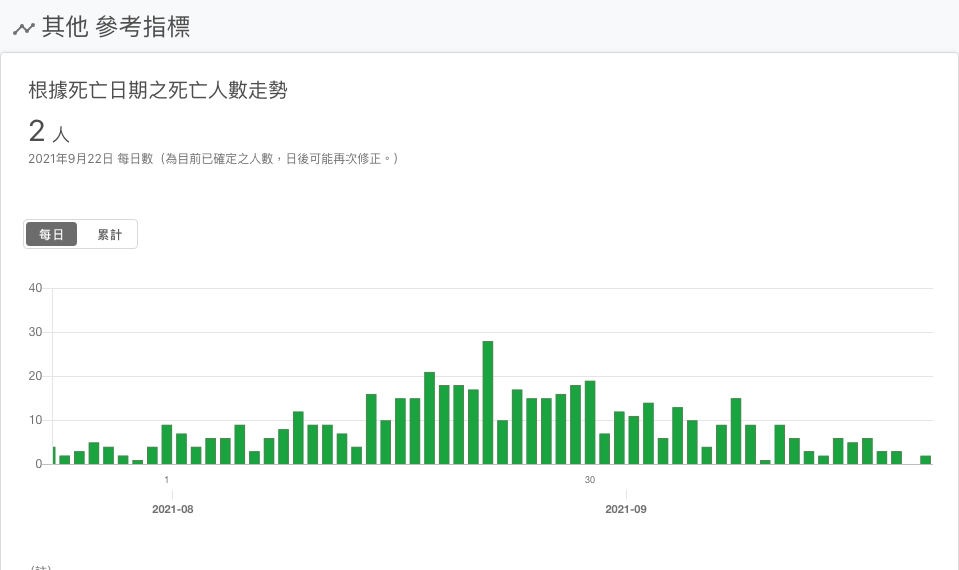 其他 參考指標
根據死亡日期之死亡人數走勢
2 人
2021年9月22日 每日數（為目前已確定之人數，日後可能再次修正。）
每日 累計
40
30
20
10
0
1 30
2021-08 2021-09